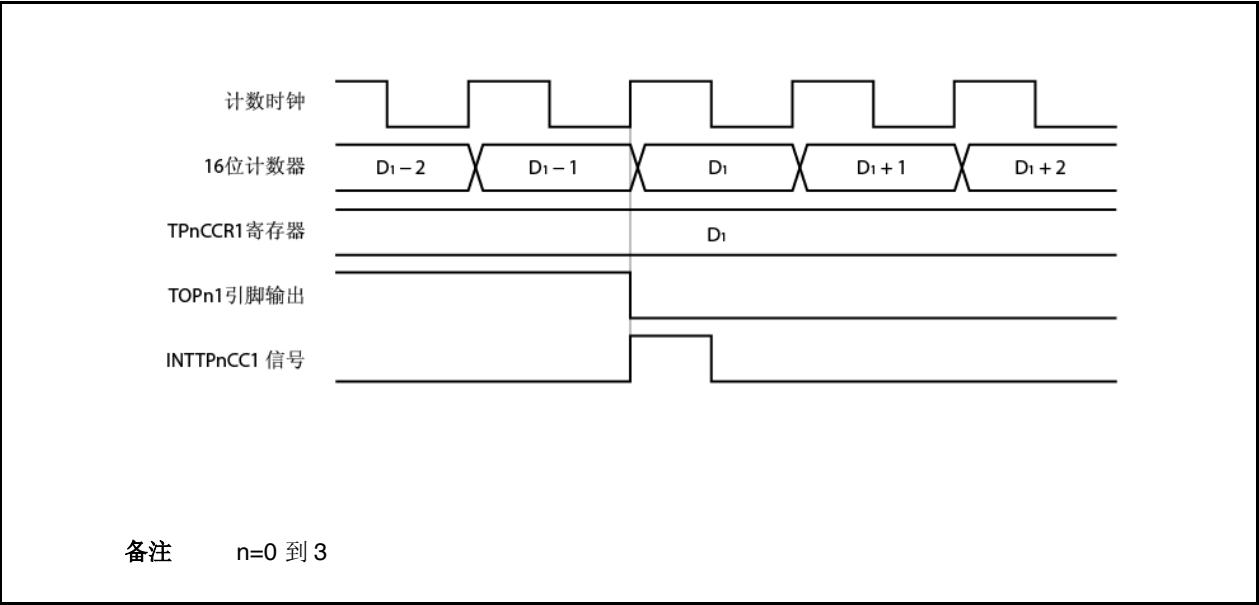 计数时钟
16位计数器 D1 – 2 D1 – 1 D1 D1 + 1 D1 + 2
TPnCCR1寄存器 D1
TOPn1引脚输出
INTTPnCC1 信号
备注 n=0 到 3